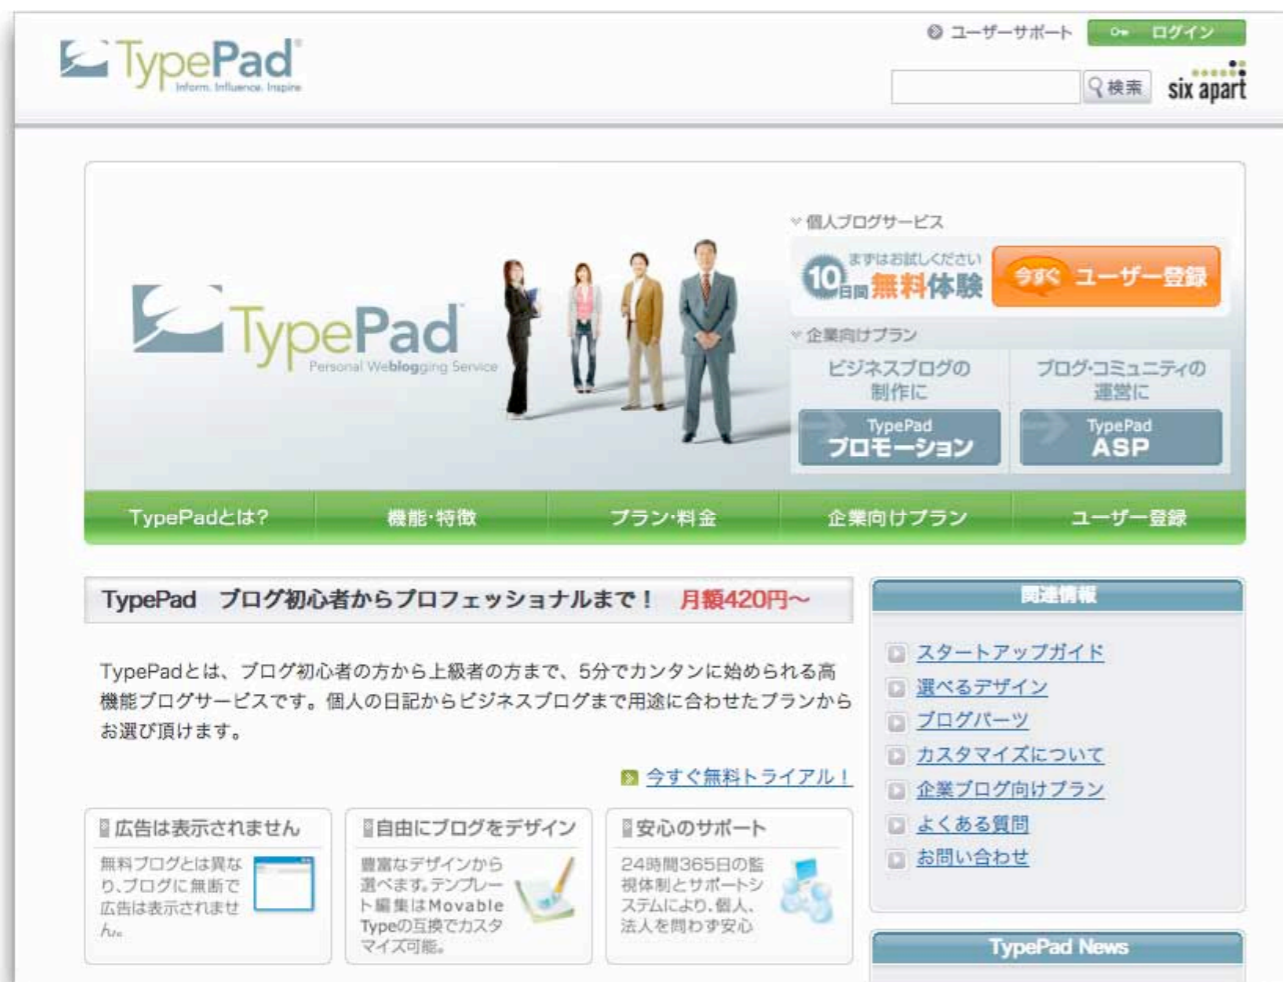 TypePad
Inform. Influence. Inspire.
ユーザーサポート
ログイン
検索
six apart
TypePad
Personal Weblogging Service
個人ブログサービス
まずはお試しください
10日間無料体験
今すぐ ユーザー登録
企業向けプラン
ビジネスブログの
制作に
TypePad
プロモーション
ブログ・コミュニティの
運営に
TypePad
ASP
TypePadとは?
機能・特徴
プラン・料金
企業向けプラン
ユーザー登録
TypePad ブログ初心者からプロフェッショナルまで! 月額420円〜
TypePadとは、ブログ初心者の方から上級者の方まで、5分でカンタンに始められる高
機能ブログサービスです。個人の日記からビジネスブログまで用途に合わせたプランから
お選び頂けます。
今すぐ無料トライアル!
広告は表示されません
無料ブログとは異な
り、ブログに無断で
広告は表示されませ
ん。
自由にブログをデザイン
豊富なデザインから
選べます。テンプレー
ト編集はMovable
Typeの互換でカスタ
マイズ可能。
安心のサポート
24時間365日の監
視体制とサポートシ
ステムにより、個人、
法人を問わず安心
関連情報
スタートアップガイド
選べるデザイン
ブログパーツ
カスタマイズについて
企業ブログ向けプラン
よくある質問
お問い合わせ
TypePad News